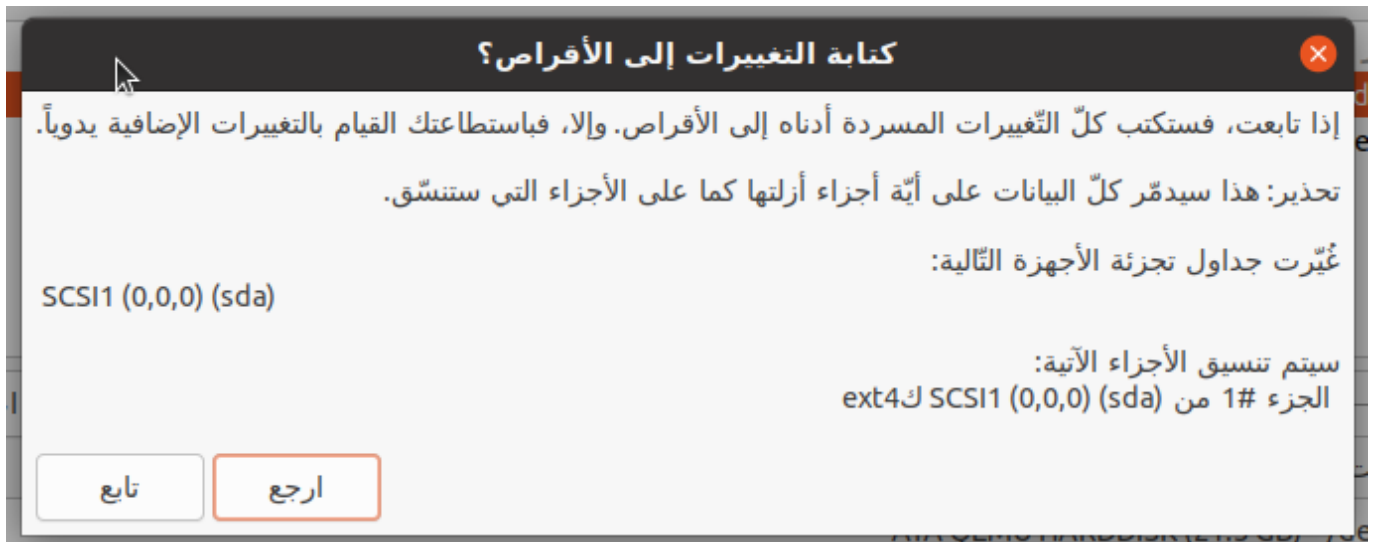 كتابة التغييرات إلى الأقراص؟
إذا تابعت، فستكتب كلّ التّغييرات المسردة أدناه إلى الأقراص. وإلا، فباستطاعتك القيام بالتغييرات الإضافية يدوياً.
تحذير: هذا سيدمّر كلّ البيانات على أيّة أجزاء أزلتها كما على الأجزاء التي ستنسّق.
غُيّرت جداول تجزئة الأجهزة التّالية:
SCSI1 (0,0,0) (sda)
سيتم تنسيق الأجزاء الآتية:
الجزء #1 من SCSI1 (0,0,0) (sda) كext4
ارجع
تابع